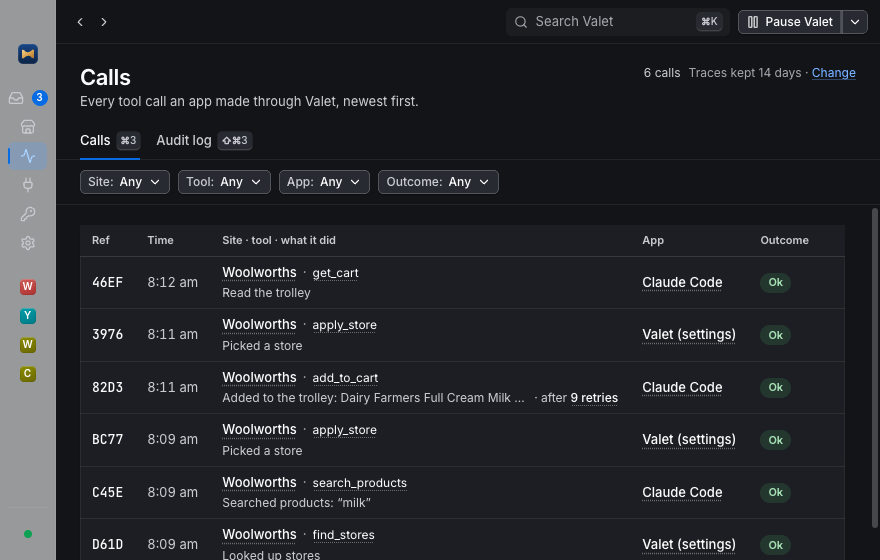 Search Valet ⌘K
Pause Valet
3
Calls
6 calls Traces kept 14 days · Change
Every tool call an app made through Valet, newest first.
Calls ⌘3 Audit log ⇧⌘3
Site: Any Tool: Any App: Any Outcome: Any
Ref Time Site · tool · what it did App Outcome
46EF 8:12 am Woolworths · get_cart Claude Code Ok
Read the trolley
3976 8:11 am Woolworths · apply_store Valet (settings) Ok
Picked a store
82D3 8:11 am Woolworths · add_to_cart Claude Code Ok
Added to the trolley: Dairy Farmers Full Cream Milk ... · after 9 retries
BC77 8:09 am Woolworths · apply_store Valet (settings) Ok
Picked a store
C45E 8:09 am Woolworths · search_products Claude Code Ok
Searched products: “milk”
D61D 8:09 am Woolworths · find_stores Valet (settings) Ok
Looked up stores
W
Y
W
C